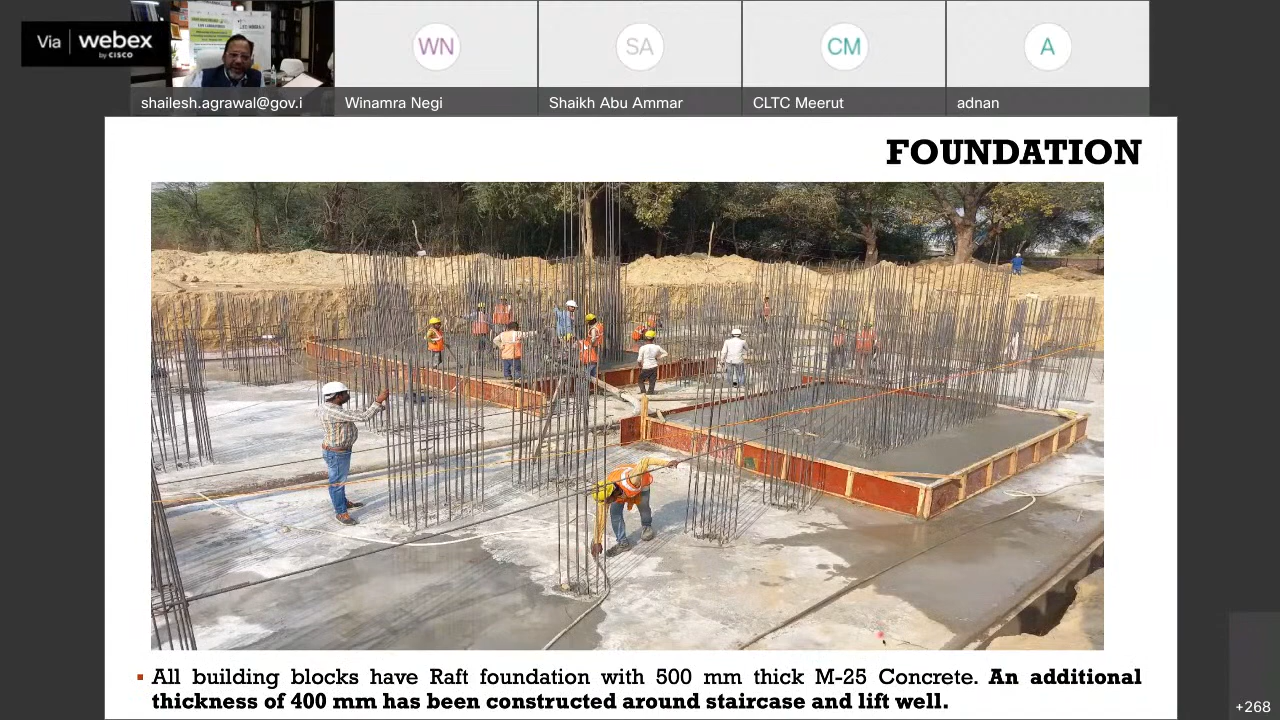 Via webex
by CISCO
WN
SA
CM
A
shailesh.agrawal@gov.i
Winamra Negi
Shaikh Abu Ammar
CLTC Meerut
adnan
FOUNDATION
▪ All building blocks have Raft foundation with 500 mm thick M-25 Concrete. An additional
thickness of 400 mm has been constructed around staircase and lift well.
+268